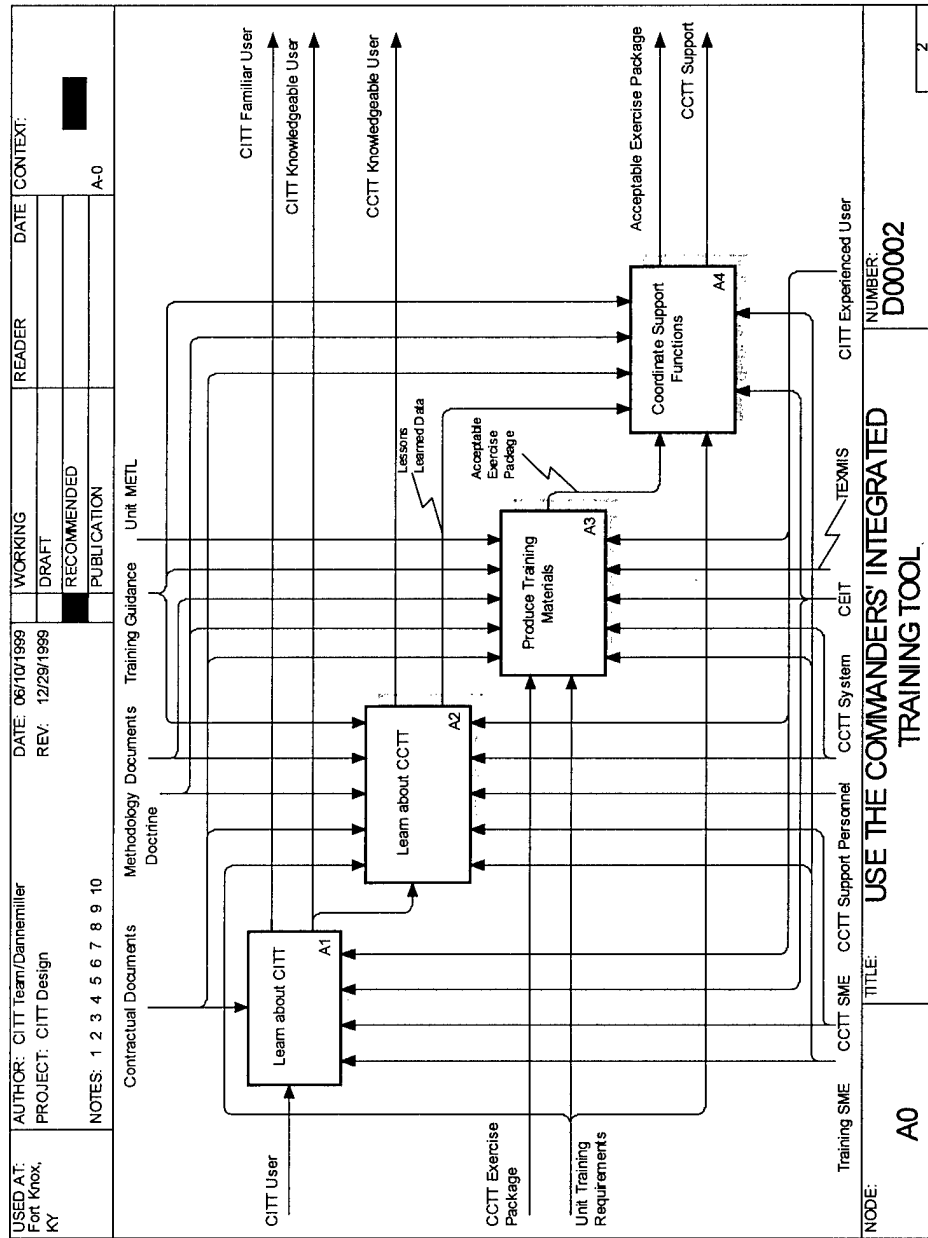 USED AT:
Fort Knox,
KY
AUTHOR: CITT Team/Dannemiller
PROJECT: CITT Design
NOTES: 1 2 3 4 5 6 7 8 9 10
DATE: 06/10/1999
REV: 12/29/1999
WORKING
DRAFT
RECOMMENDED
PUBLICATION
READER
DATE
CONTEXT:
A-0
Contractual Documents
Methodology
Doctrine
Documents
Training Guidance
Unit METL
CITT Familiar User
CITT Knowledgeable User
CCTT Knowledgeable User
CITT User
Learn about CITT
A1
Learn about CCTT
A2
Lessons
Learned Data
CCTT Exercise
Package
Unit Training
Requirements
Produce Training
Materials
A3
Acceptable
Exercise
Package
Coordinate Support
Functions
A4
Acceptable Exercise Package
CCTT Support
Training SME
CCTT SME
CCTT Support Personnel
CCTT System
CEIT
TEXMIS
CITT Experienced User
NODE:
A0
TITLE:
USE THE COMMANDERS' INTEGRATED
TRAINING TOOL
NUMBER:
D00002
2